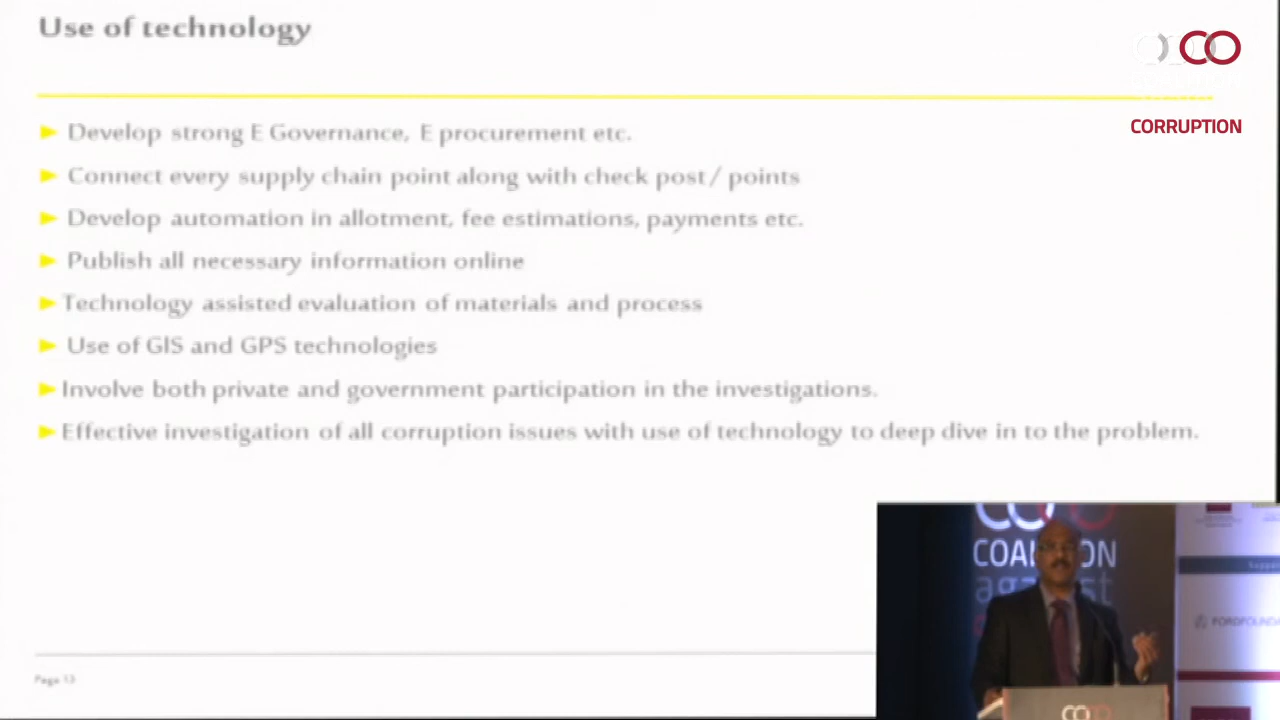 Use of technology
CORRUPTION
► Develop strong E Governance, E procurement etc.
► Connect every supply chain point along with check post/ points
► Develop automation in allotment, fee estimations, payments etc.
► Publish all necessary information online
► Technology assisted evaluation of materials and process
► Use of GIS and GPS technologies
► Involve both private and government participation in the investigations.
► Effective investigation of all corruption issues with use of technology to deep dive in to the problem.
COALITION
against
Page 13